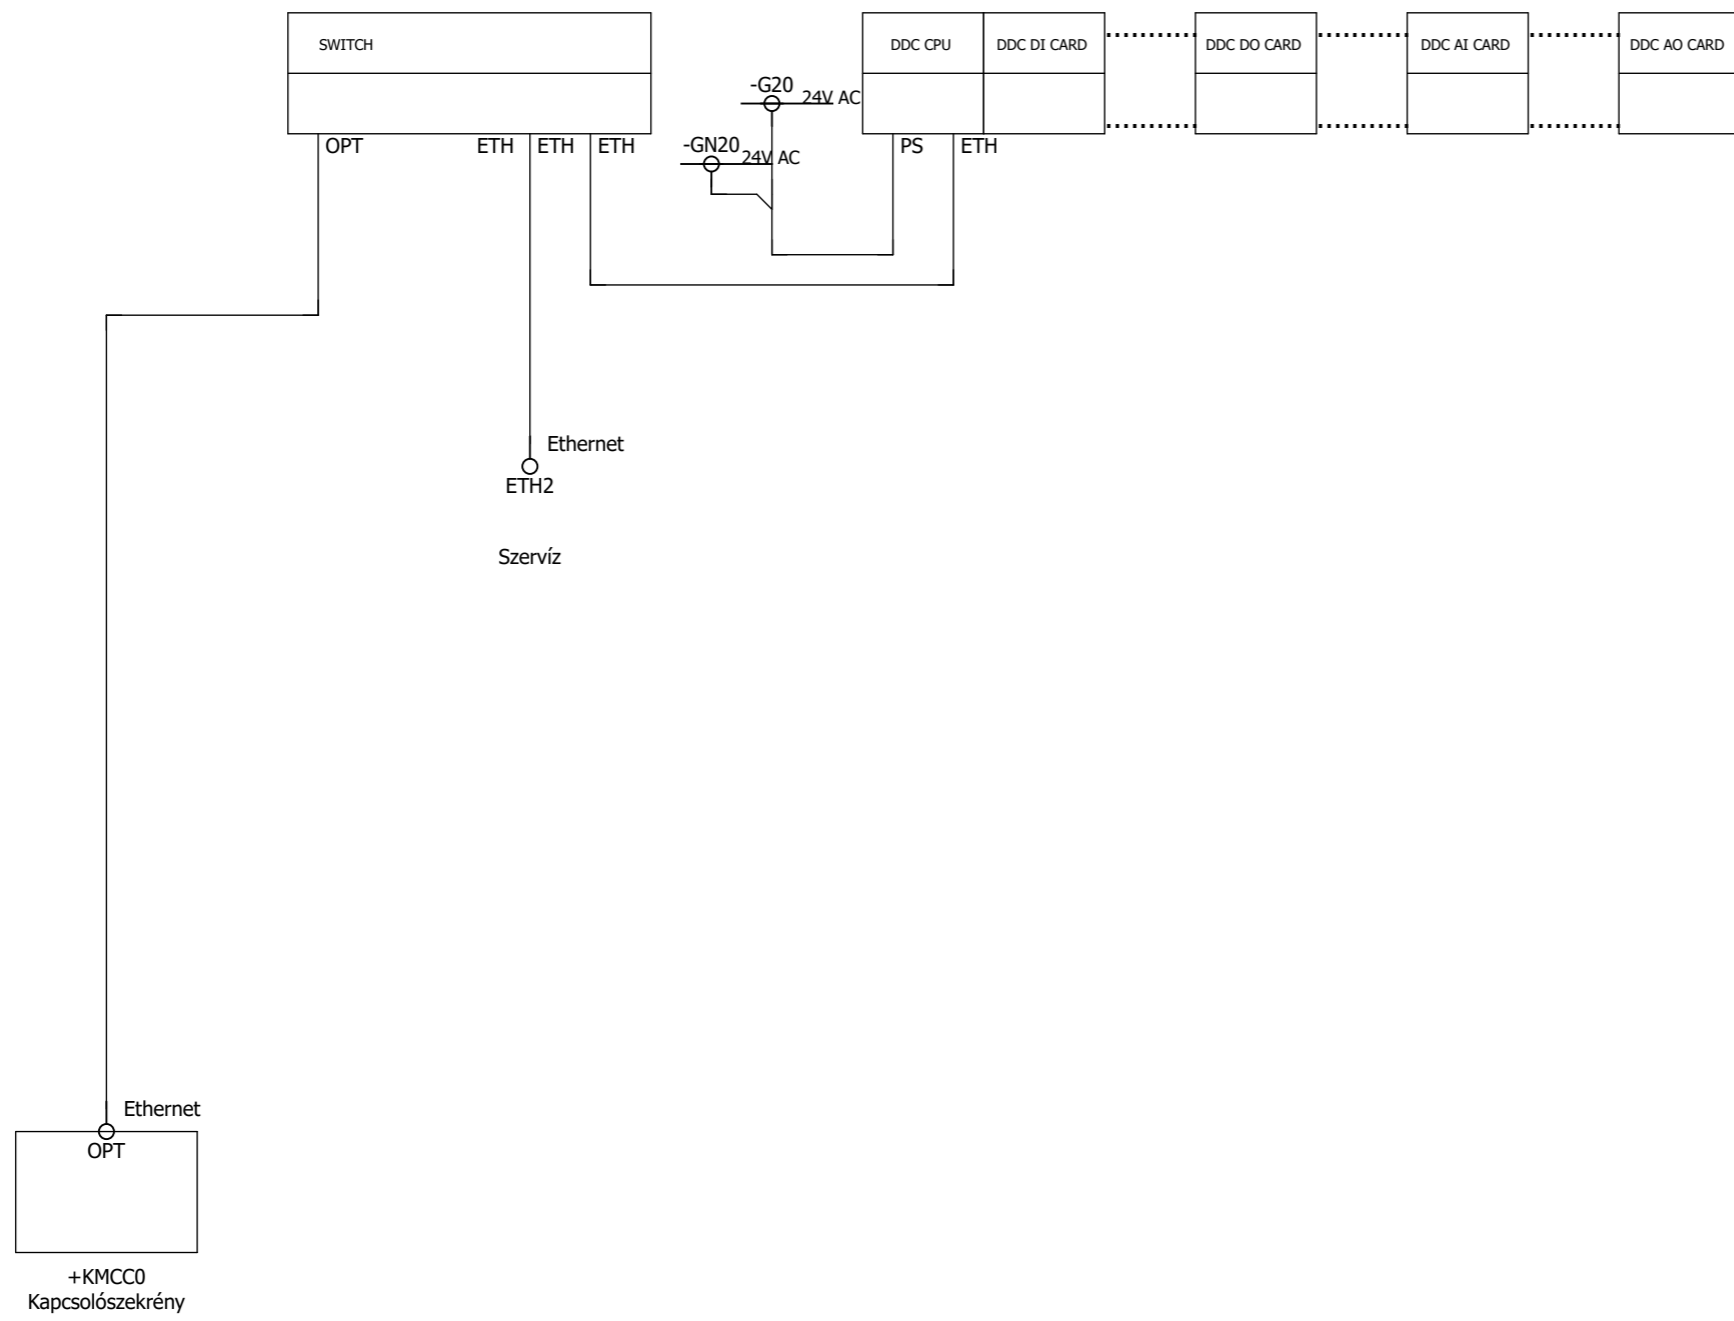 SWITCH
DDC CPU
DDC DI CARD
DDC DO CARD
DDC AI CARD
DDC AO CARD
-G20
24V AC
OPT
ETH
ETH
ETH
-GN20
24V AC
PS
ETH
Ethernet
ETH2
Szervíz
Ethernet
OPT
+KMCC0
Kapcsolószekrény